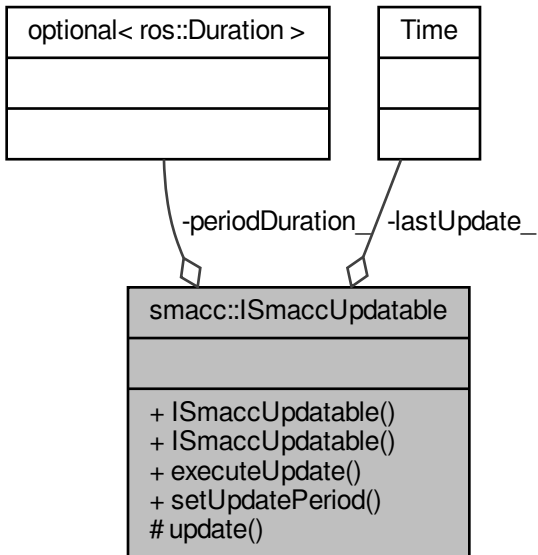 optional< ros::Duration >
Time
-periodDuration_
-lastUpdate_
smacc::ISmaccUpdatable
+ ISmaccUpdatable()
+ ISmaccUpdatable()
+ executeUpdate()
+ setUpdatePeriod()
# update()